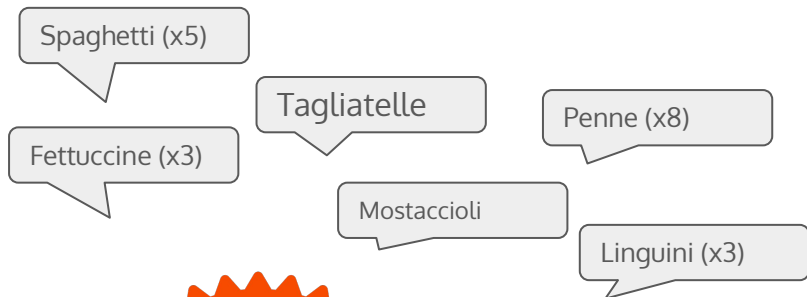 Spaghetti (x5)
Tagliatelle
Penne (x8)
Fettuccine (x3)
Mostaccioli
Linguini (x3)